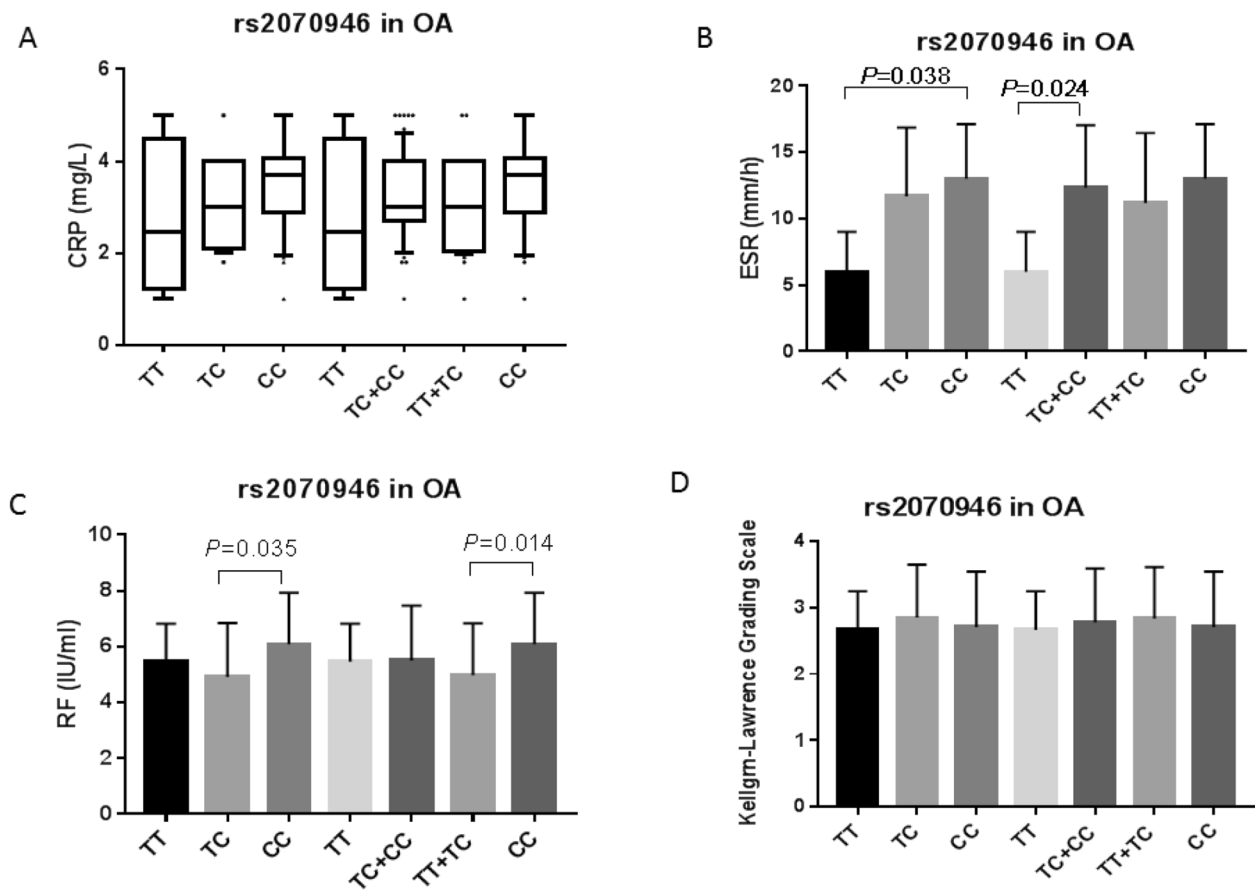 A
rs2070946 in OA
CRP (mg/L)
6
4
2
0
TT
TC
CC
TT
TC+CC
TT+TC
CC
B
rs2070946 in OA
P=0.038
P=0.024
ESR (mm/h)
20
15
10
5
0
TT
TC
CC
TT
TC+CC
TT+TC
CC
C
rs2070946 in OA
P=0.035
P=0.014
RF (IU/ml)
10
8
6
4
2
0
TT
TC
CC
TT
TC+CC
TT+TC
CC
D
rs2070946 in OA
Kellgm-Lawrence Grading Scale
4
3
2
1
0
TT
TC
CC
TT
TC+CC
TT+TC
CC